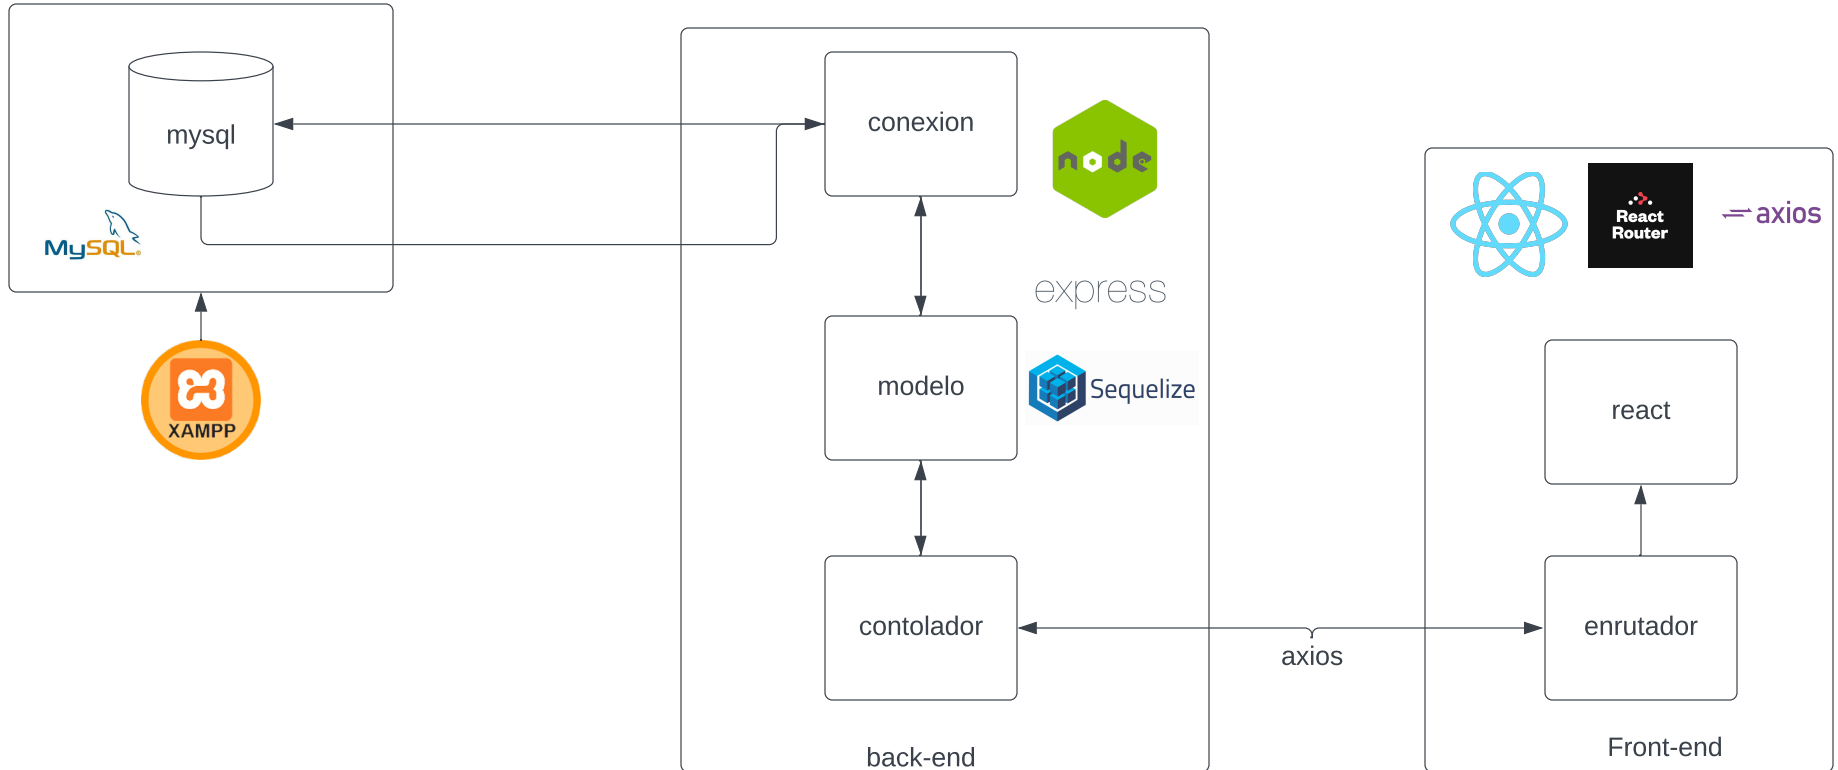 mysql
MySQL®
XAMPP
conexion
node
express
modelo
Sequelize
contolador
back-end
axios
React
Router
axios
react
enrutador
Front-end